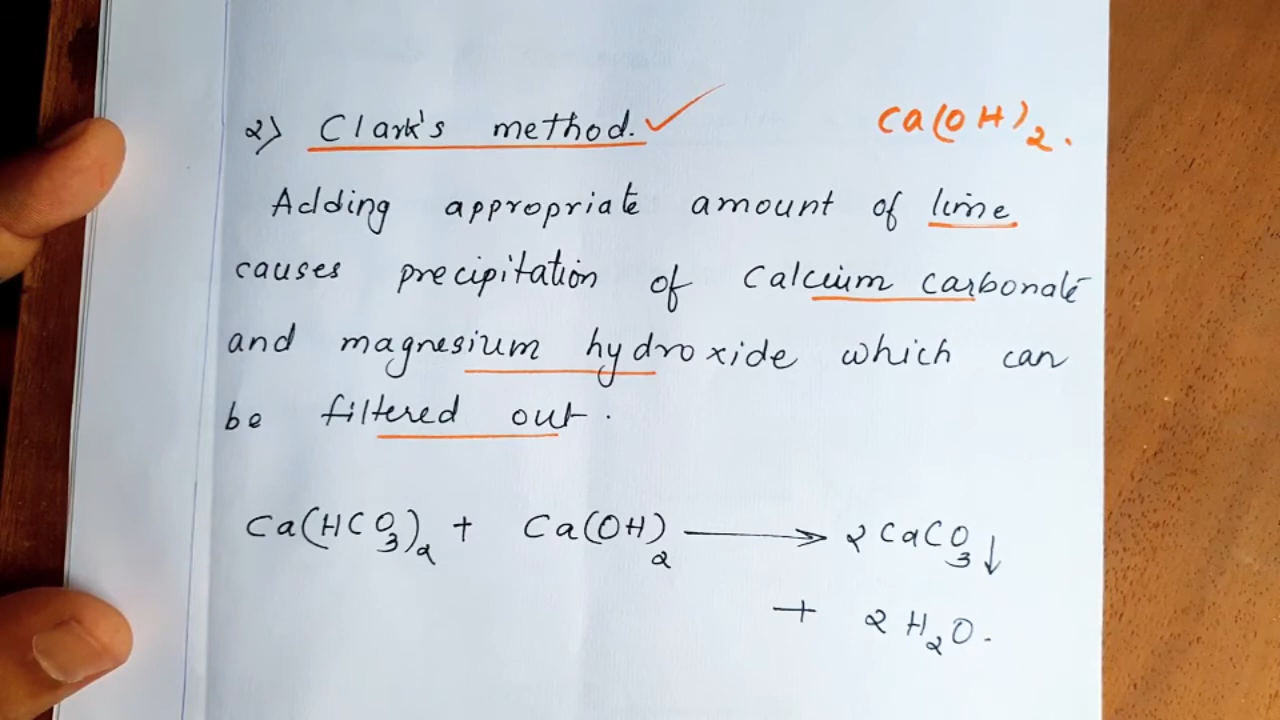 2) Clark's method. ✓ Ca(OH)₂.
Adding appropriate amount of lime
causes precipitation of Calcium carbonate
and magnesium hydroxide which can
be filtered out.
Ca(HCO₃)₂ + Ca(OH)₂ ⟶ 2CaCO₃↓
+ 2H₂O.